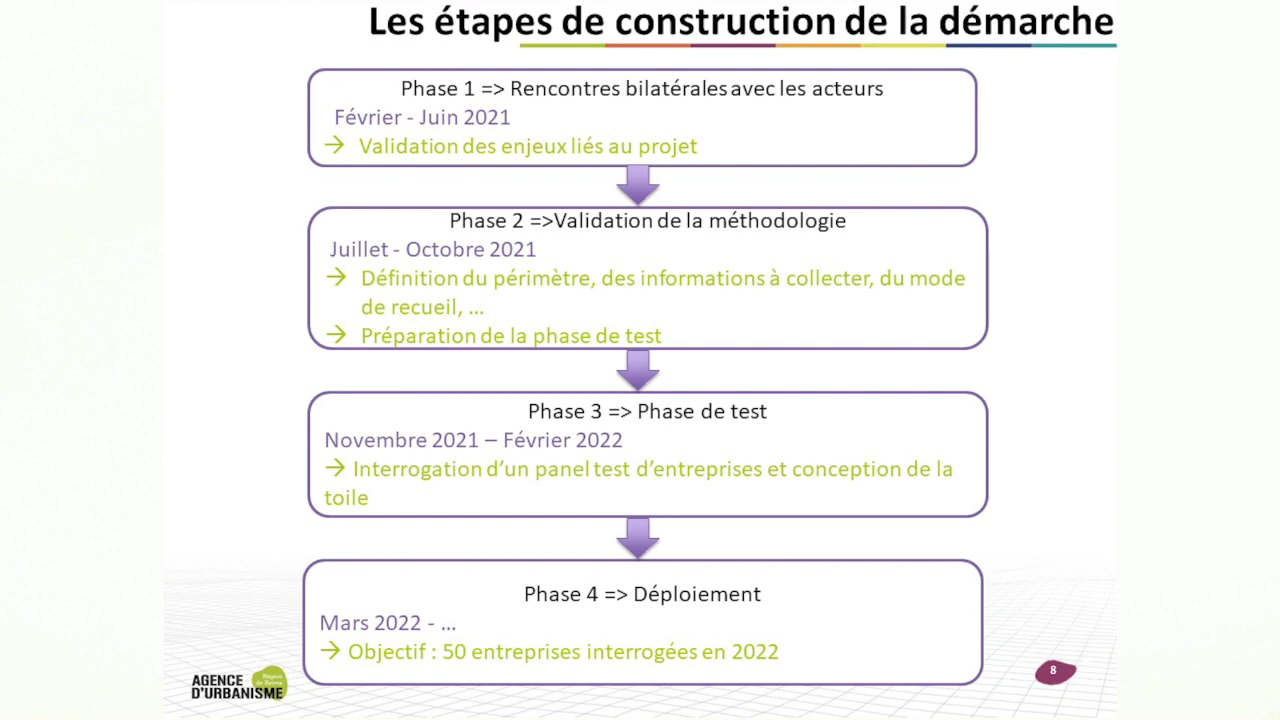 Les étapes de construction de la démarche
Phase 1 => Rencontres bilatérales avec les acteurs
Février - Juin 2021
→ Validation des enjeux liés au projet
Phase 2 =>Validation de la méthodologie
Juillet - Octobre 2021
→ Définition du périmètre, des informations à collecter, du mode
de recueil, ...
→ Préparation de la phase de test
Phase 3 => Phase de test
Novembre 2021 – Février 2022
→ Interrogation d’un panel test d’entreprises et conception de la
toile
Phase 4 => Déploiement
Mars 2022 - ...
→ Objectif : 50 entreprises interrogées en 2022
AGENCE
D'URBANISME
Région
de Reims
8